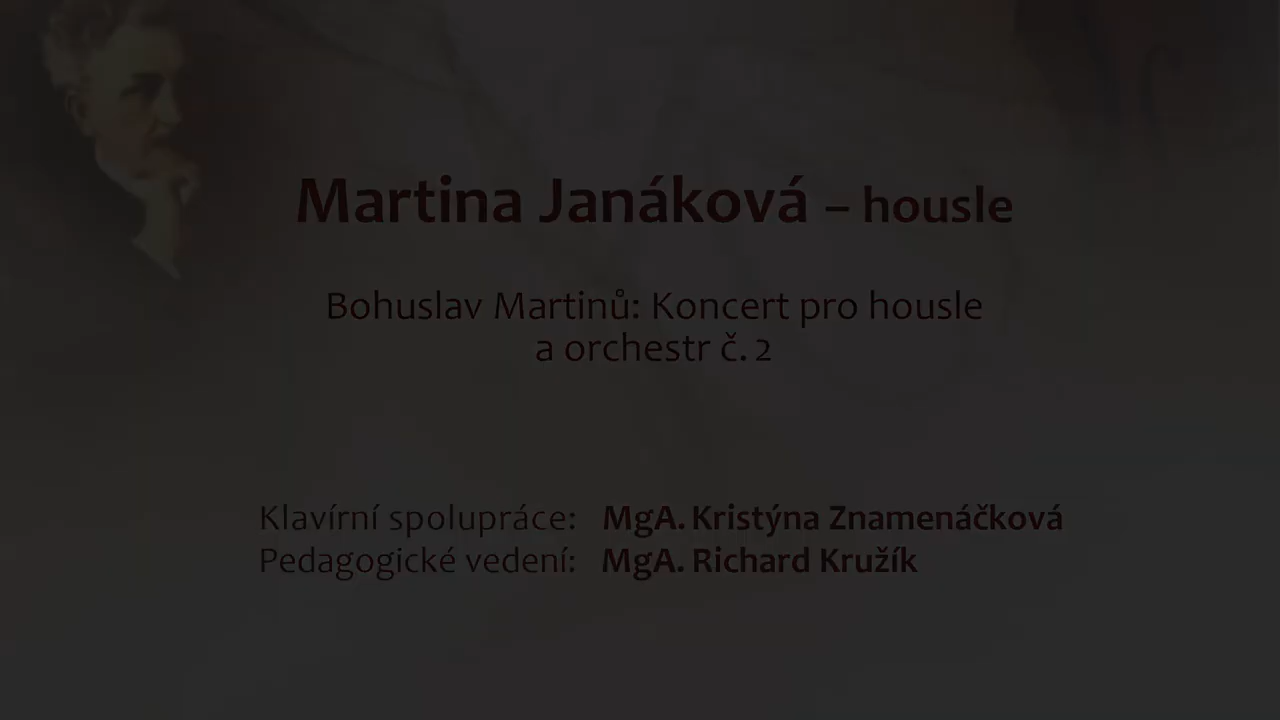 Martina Janáková – housle
Bohuslav Martinů: Koncert pro housle
a orchestr č. 2
Klavírní spolupráce: MgA. Kristýna Znamenáčková
Pedagogické vedení: MgA. Richard Kružík